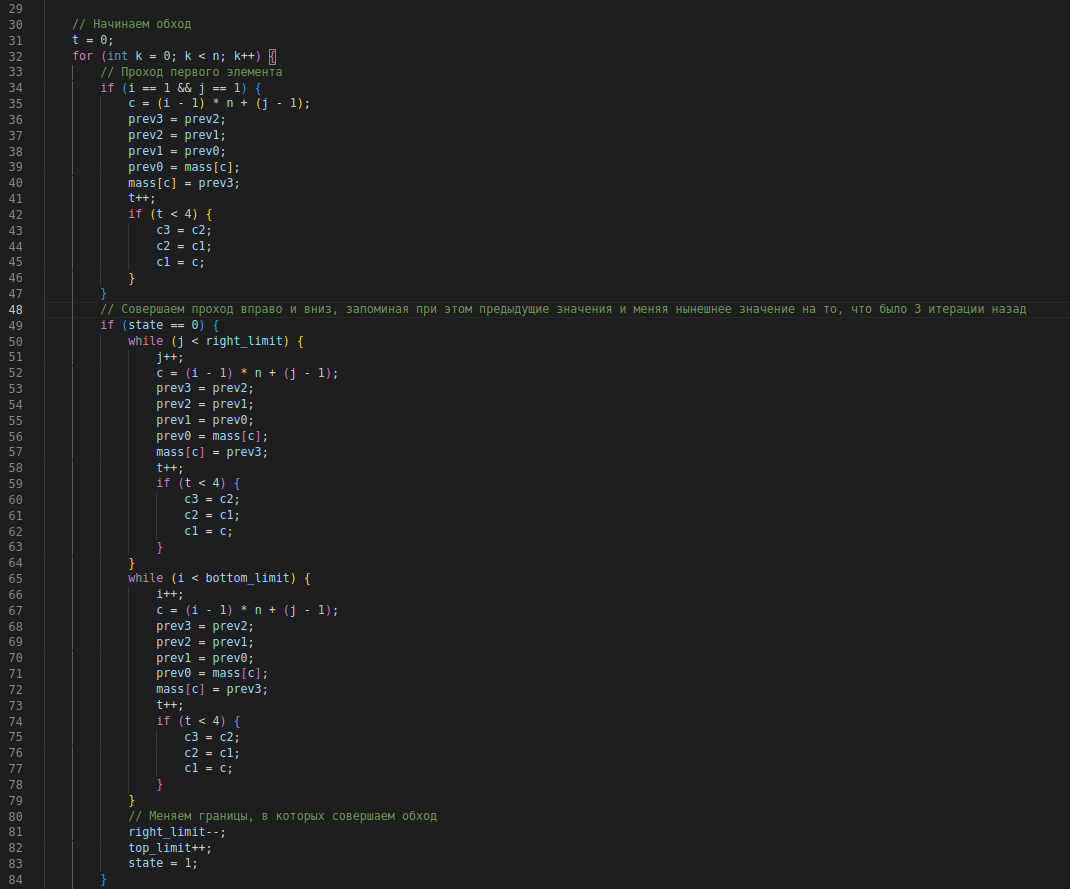 29
30 // Начинаем обход
31 t = 0;
32 for (int k = 0; k < n; k++) {
33 // Проход первого элемента
34 if (i == 1 && j == 1) {
35 c = (i - 1) * n + (j - 1);
36 prev3 = prev2;
37 prev2 = prev1;
38 prev1 = prev0;
39 prev0 = mass[c];
40 mass[c] = prev3;
41 t++;
42 if (t < 4) {
43 c3 = c2;
44 c2 = c1;
45 c1 = c;
46 }
47 }
48 // Совершаем проход вправо и вниз, запоминая при этом предыдущие значения и меняя нынешнее значение на то, что было 3 итерации назад
49 if (state == 0) {
50 while (j < right_limit) {
51 j++;
52 c = (i - 1) * n + (j - 1);
53 prev3 = prev2;
54 prev2 = prev1;
55 prev1 = prev0;
56 prev0 = mass[c];
57 mass[c] = prev3;
58 t++;
59 if (t < 4) {
60 c3 = c2;
61 c2 = c1;
62 c1 = c;
63 }
64 }
65 while (i < bottom_limit) {
66 i++;
67 c = (i - 1) * n + (j - 1);
68 prev3 = prev2;
69 prev2 = prev1;
70 prev1 = prev0;
71 prev0 = mass[c];
72 mass[c] = prev3;
73 t++;
74 if (t < 4) {
75 c3 = c2;
76 c2 = c1;
77 c1 = c;
78 }
79 }
80 // Меняем границы, в которых совершаем обход
81 right_limit--;
82 top_limit++;
83 state = 1;
84 }